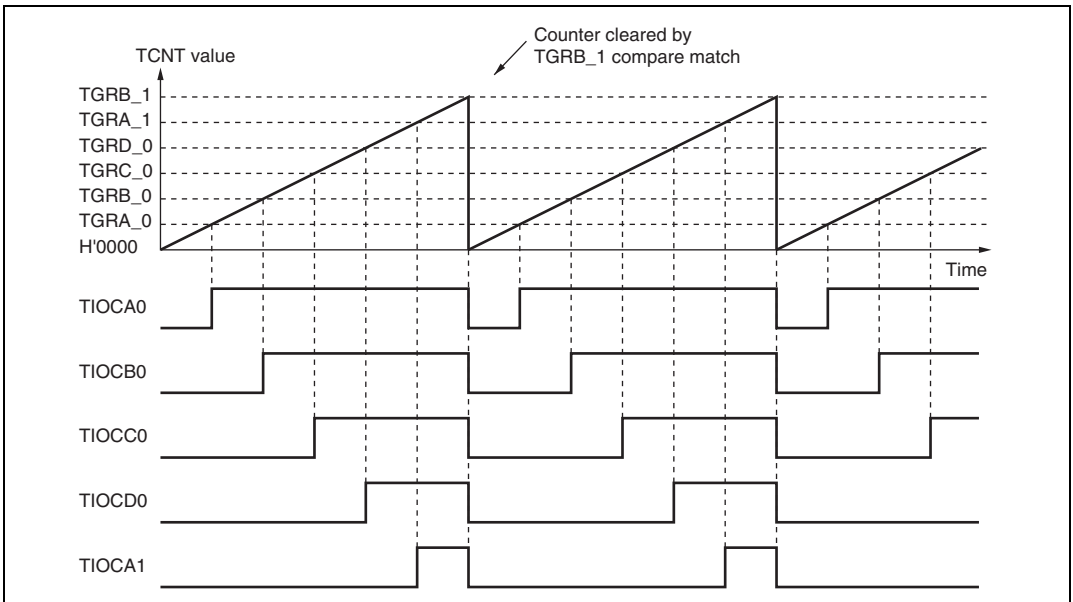 Counter cleared by
TGRB_1 compare match
TCNT value
TGRB_1
TGRA_1
TGRD_0
TGRC_0
TGRB_0
TGRA_0
H'0000
Time
TIOCA0
TIOCB0
TIOCC0
TIOCD0
TIOCA1